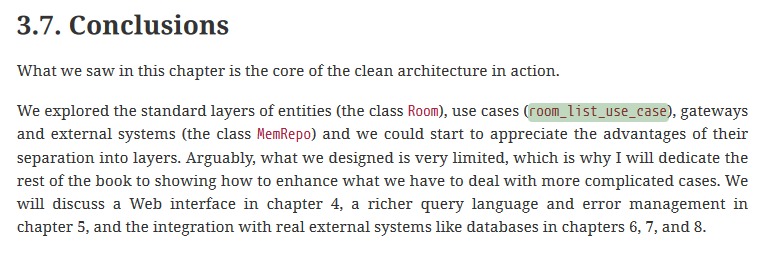 3.7. Conclusions
What we saw in this chapter is the core of the clean architecture in action.
We explored the standard layers of entities (the class Room), use cases (room_list_use_case), gateways
and external systems (the class MemRepo) and we could start to appreciate the advantages of their
separation into layers. Arguably, what we designed is very limited, which is why I will dedicate the
rest of the book to showing how to enhance what we have to deal with more complicated cases. We
will discuss a Web interface in chapter 4, a richer query language and error management in
chapter 5, and the integration with real external systems like databases in chapters 6, 7, and 8.